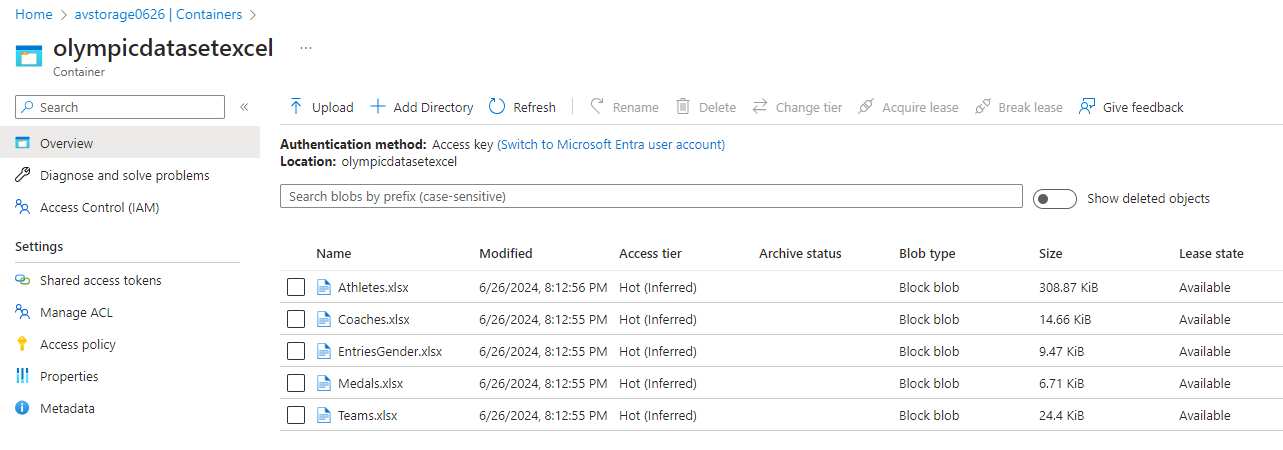 Home > avstorage0626 | Containers >
olympicdatasetexcel ...
Container
Search «
Overview
Diagnose and solve problems
Access Control (IAM)
Settings
Shared access tokens
Manage ACL
Access policy
Properties
Metadata
Upload Add Directory Refresh Rename Delete Change tier Acquire lease Break lease Give feedback
Authentication method: Access key (Switch to Microsoft Entra user account)
Location: olympicdatasetexcel
Search blobs by prefix (case-sensitive) Show deleted objects
Name Modified Access tier Archive status Blob type Size Lease state
Athletes.xlsx 6/26/2024, 8:12:56 PM Hot (Inferred) Block blob 308.87 KiB Available
Coaches.xlsx 6/26/2024, 8:12:55 PM Hot (Inferred) Block blob 14.66 KiB Available
EntriesGender.xlsx 6/26/2024, 8:12:55 PM Hot (Inferred) Block blob 9.47 KiB Available
Medals.xlsx 6/26/2024, 8:12:55 PM Hot (Inferred) Block blob 6.71 KiB Available
Teams.xlsx 6/26/2024, 8:12:55 PM Hot (Inferred) Block blob 24.4 KiB Available